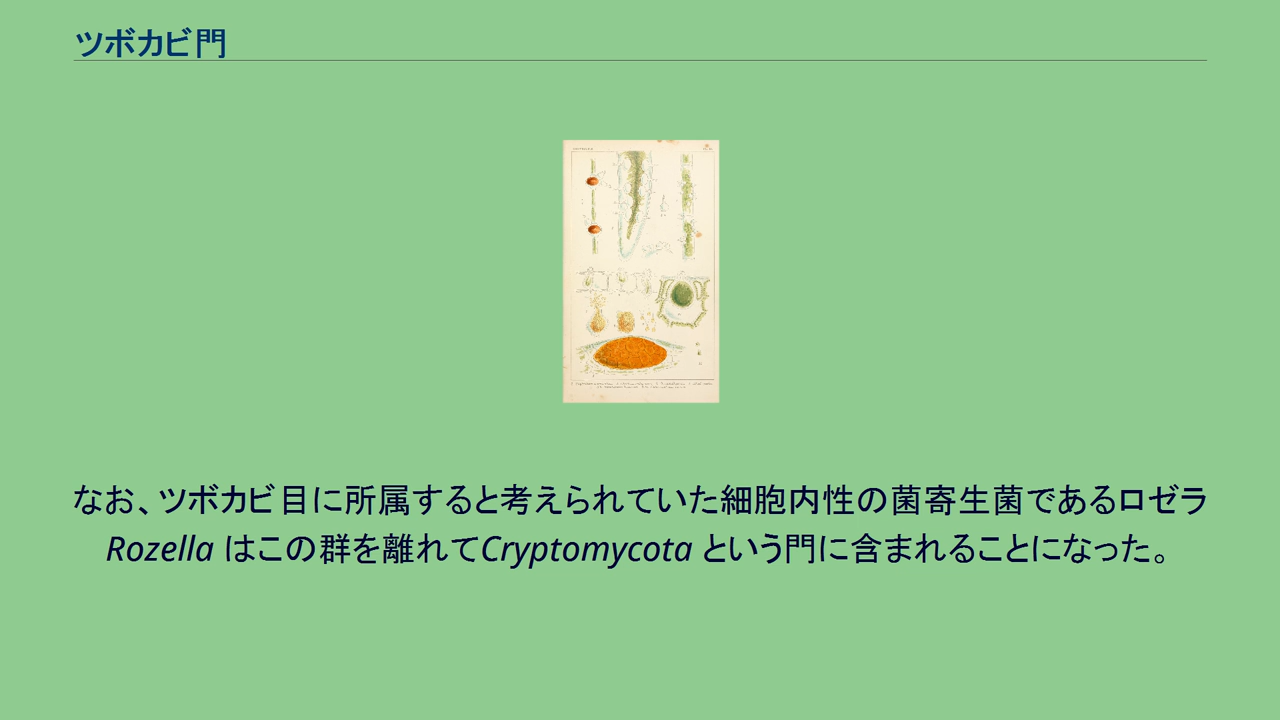 ツボカビ門
なお、ツボカビ目に所属すると考えられていた細胞内性の菌寄生菌であるロゼラ
Rozella はこの群を離れてCryptomycota という門に含まれることになった。